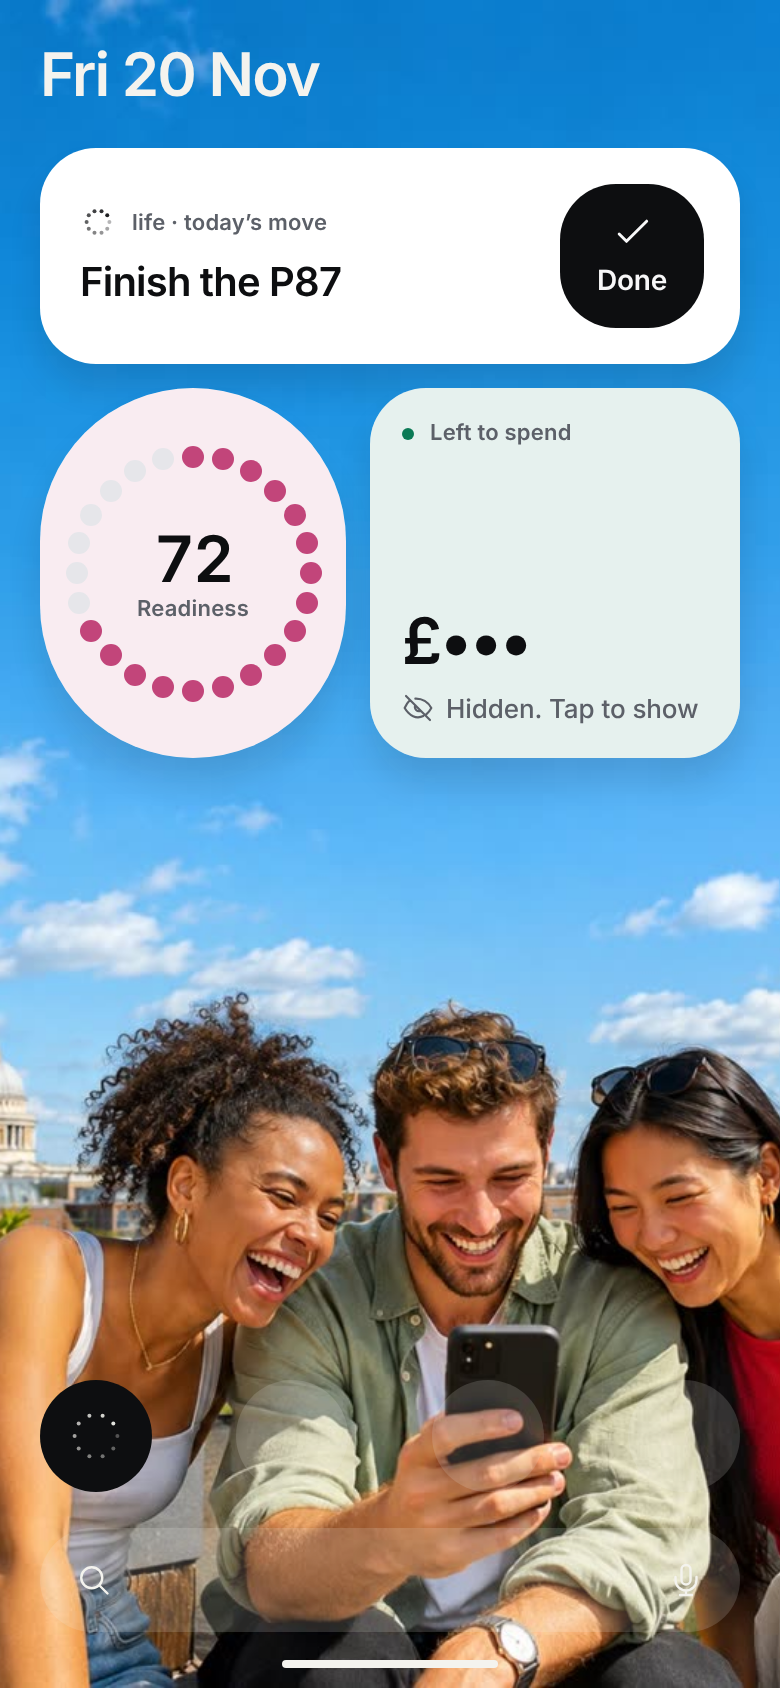 Fri 20 Nov
life · today’s move
Finish the P87
Done
72
Readiness
Left to spend
£•••
Hidden. Tap to show